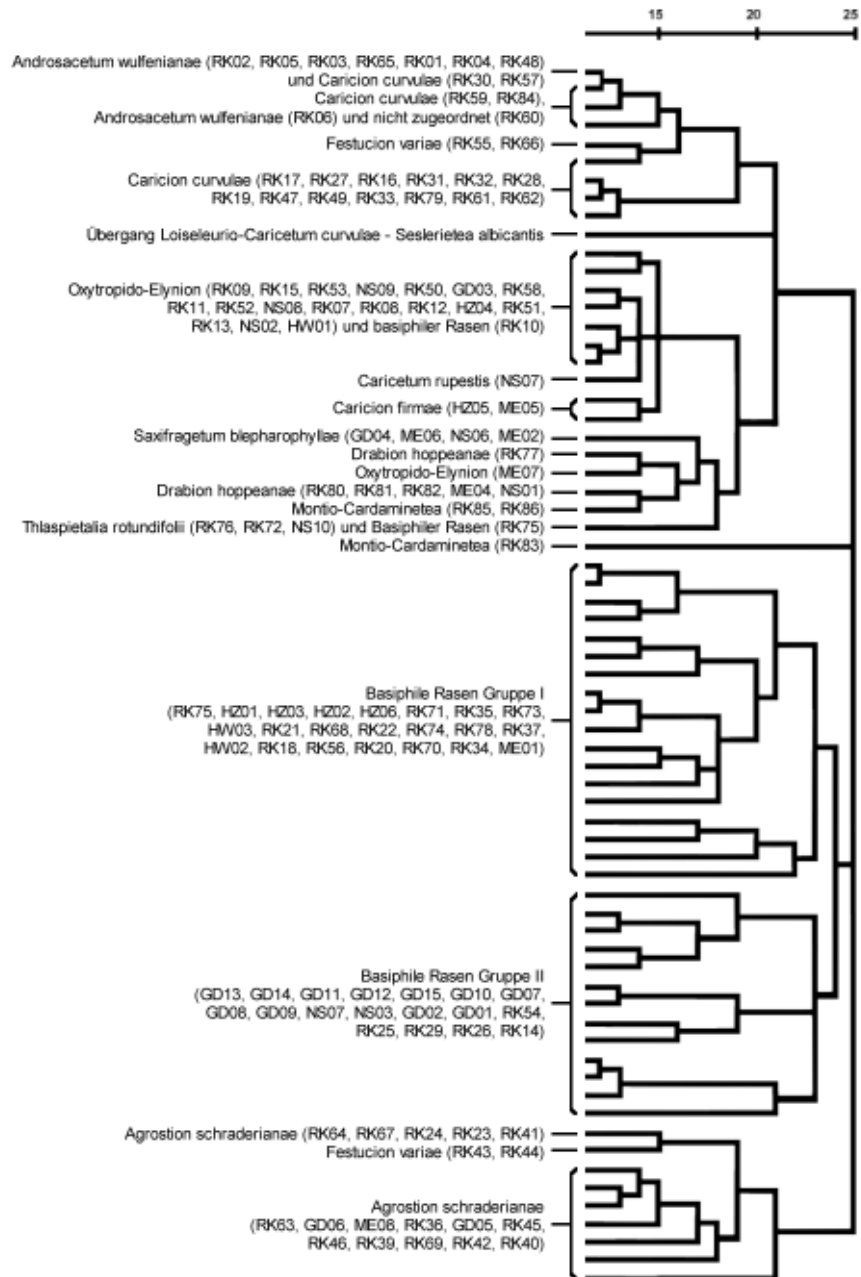 15 20 25
Androsacetum wulfenianae (RK02, RK05, RK03, RK65, RK01, RK04, RK48)
und Caricion curvulae (RK30, RK57)
Caricion curvulae (RK59, RK84),
Androsacetum wulfenianae (RK06) und nicht zugeordnet (RK60)
Festucion variae (RK55, RK66)
Caricion curvulae (RK17, RK27, RK16, RK31, RK32, RK28,
RK19, RK47, RK49, RK33, RK79, RK61, RK62)
Übergang Loiseleurio-Caricetum curvulae - Seslerietea albicantis
Oxytropido-Elynion (RK09, RK15, RK53, NS09, RK50, GD03, RK58,
RK11, RK52, NS08, RK07, RK08, RK12, HZ04, RK51,
RK13, NS02, HW01) und basiphiler Rasen (RK10)
Caricetum rupestis (NS07)
Caricion firmae (HZ05, ME05)
Saxifragetum blepharophyllae (GD04, ME06, NS06, ME02)
Drabion hoppeanae (RK77)
Oxytropido-Elynion (ME07)
Drabion hoppeanae (RK80, RK81, RK82, ME04, NS01)
Montio-Cardaminetea (RK85, RK86)
Thlaspietalia rotundifolii (RK76, RK72, NS10) und Basiphiler Rasen (RK75)
Montio-Cardaminetea (RK83)
Basiphile Rasen Gruppe I
(RK75, HZ01, HZ03, HZ02, HZ06, RK71, RK35, RK73,
HW03, RK21, RK68, RK22, RK74, RK78, RK37,
HW02, RK18, RK56, RK20, RK70, RK34, ME01)
Basiphile Rasen Gruppe II
(GD13, GD14, GD11, GD12, GD15, GD10, GD07,
GD08, GD09, NS07, NS03, GD02, GD01, RK54,
RK25, RK29, RK26, RK14)
Agrostion schraderianae (RK64, RK67, RK24, RK23, RK41)
Festucion variae (RK43, RK44)
Agrostion schraderianae
(RK63, GD06, ME08, RK36, GD05, RK45,
RK46, RK39, RK69, RK42, RK40)